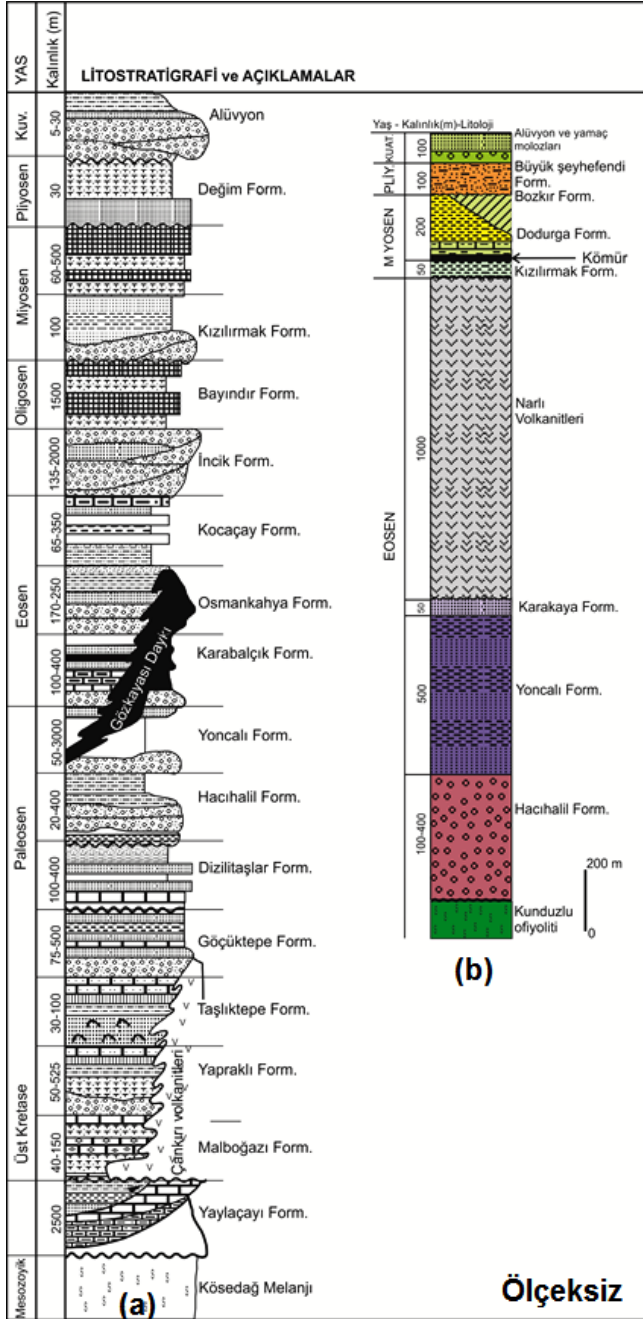 YAS
Kalınlık (m)
LİTOSTRATİGRAFİ ve AÇIKLAMALAR
Kuv.
5-30
Alüvyon
Pliyosen
30
Değim Form.
Miyosen
60-500
100
Kızılırmak Form.
Oligosen
1500
Bayındır Form.
135-2000
İncik Form.
Eosen
65-350
Kocaçay Form.
170-250
Osmankahya Form.
100-400
Karabalçık Form.
Gözkayası Daykı
Paleosen
50-3000
Yoncalı Form.
20-400
Hacıhalil Form.
100-400
Dizilitaşlar Form.
75-500
Göçüktepe Form.
Üst Kretase
30-100
Taşlıktepe Form.
50-525
Yapraklı Form.
Çankırı volkanitleri
40-150
Malboğazı Form.
2500
Yaylaçayı Form.
Mesozoyik
Kösedağ Melanjı
(a)
Yaş - Kalınlık(m)-Litoloji
KUAT.
100
Alüvyon ve yamaç
molozları
PLİY.
100
Büyük şeyhefendi
Form.
M YOSEN
Bozkır Form.
200
Dodurga Form.
Kömür
50
Kızılırmak Form.
EOSEN
1000
Narlı
Volkanitleri
50
Karakaya Form.
500
Yoncalı Form.
100-400
Hacıhalil Form.
Kunduzlu
ofiyoliti
200 m
0
(b)
Ölçeksiz